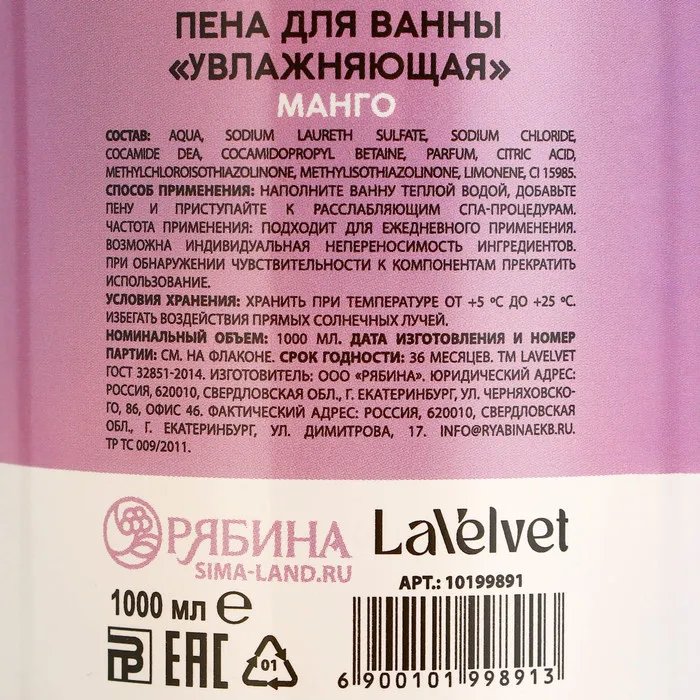 ПЕНА ДЛЯ ВАННЫ
«УВЛАЖНЯЮЩАЯ»
МАНГО
СОСТАВ: AQUA, SODIUM LAURETH SULFATE, SODIUM CHLORIDE,
COCAMIDE DEA, COCAMIDOPROPYL BETAINE, PARFUM, CITRIC ACID,
METHYLCHLOROISOTHIAZOLINONE, METHYLISOTHIAZOLINONE, LIMONENE, CI 15985.
СПОСОБ ПРИМЕНЕНИЯ: НАПОЛНИТЕ ВАННУ ТЕПЛОЙ ВОДОЙ, ДОБАВЬТЕ
ПЕНУ И ПРИСТУПАЙТЕ К РАССЛАБЛЯЮЩИМ СПА-ПРОЦЕДУРАМ.
ЧАСТОТА ПРИМЕНЕНИЯ: ПОДХОДИТ ДЛЯ ЕЖЕДНЕВНОГО ПРИМЕНЕНИЯ.
ВОЗМОЖНА ИНДИВИДУАЛЬНАЯ НЕПЕРЕНОСИМОСТЬ ИНГРЕДИЕНТОВ.
ПРИ ОБНАРУЖЕНИИ ЧУВСТВИТЕЛЬНОСТИ К КОМПОНЕНТАМ ПРЕКРАТИТЬ
ИСПОЛЬЗОВАНИЕ.
УСЛОВИЯ ХРАНЕНИЯ: ХРАНИТЬ ПРИ ТЕМПЕРАТУРЕ ОТ +5 ºC ДО +25 ºC.
ИЗБЕГАТЬ ВОЗДЕЙСТВИЯ ПРЯМЫХ СОЛНЕЧНЫХ ЛУЧЕЙ.
НОМИНАЛЬНЫЙ ОБЪЕМ: 1000 МЛ. ДАТА ИЗГОТОВЛЕНИЯ И НОМЕР
ПАРТИИ: СМ. НА ФЛАКОНЕ. СРОК ГОДНОСТИ: 36 МЕСЯЦЕВ. ТМ LAVELVET
ГОСТ 32851-2014. ИЗГОТОВИТЕЛЬ: ООО «РЯБИНА». ЮРИДИЧЕСКИЙ АДРЕС:
РОССИЯ, 620010, СВЕРДЛОВСКАЯ ОБЛ., Г. ЕКАТЕРИНБУРГ, УЛ. ЧЕРНЯХОВСКО-
ГО, 86, ОФИС 46. ФАКТИЧЕСКИЙ АДРЕС: РОССИЯ, 620010, СВЕРДЛОВСКАЯ
ОБЛ., Г. ЕКАТЕРИНБУРГ, УЛ. ДИМИТРОВА, 17. INFO@RYABINAEKB.RU.
ТР ТС 009/2011.
РЯБИНА LaVelvet
SIMA-LAND.RU
АРТ.: 10199891
1000 МЛ e
РБ ЕАС 01
6 900101 998913